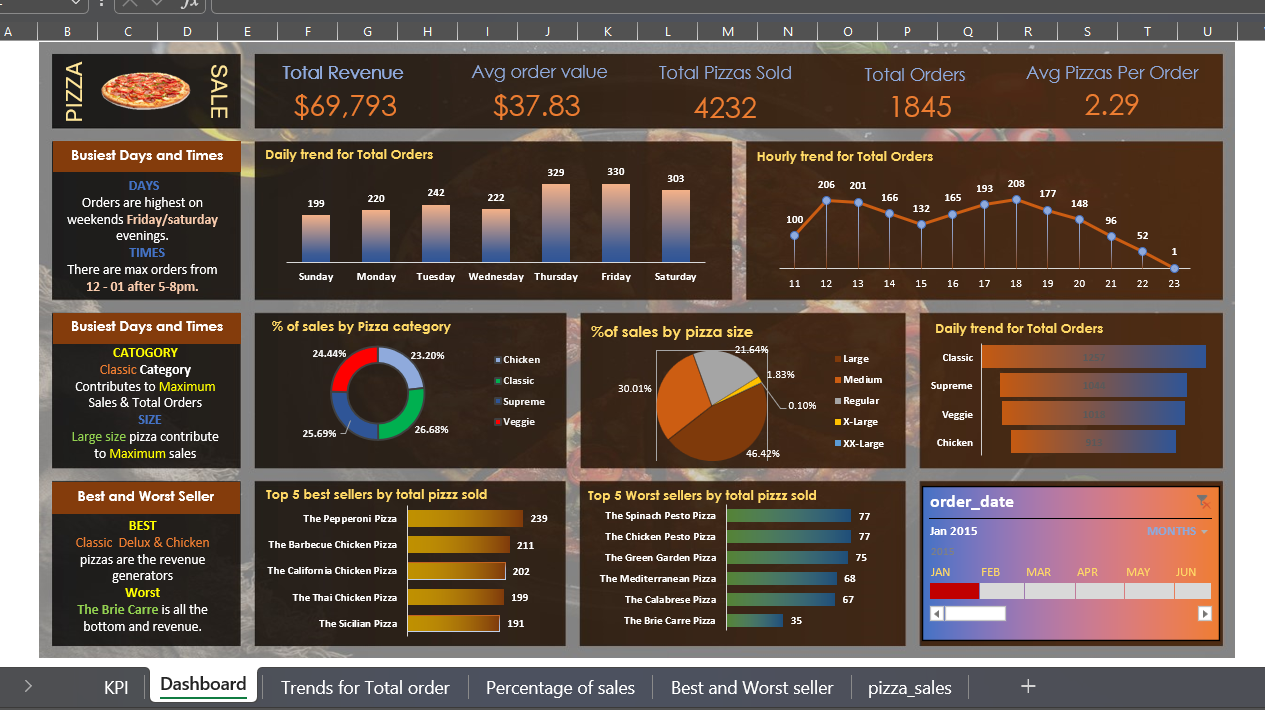 A B C D E F G H I J K L M N O P Q R S T U
PIZZA
SALE
Total Revenue
$69,793
Avg order value
$37.83
Total Pizzas Sold
4232
Total Orders
1845
Avg Pizzas Per Order
2.29
Busiest Days and Times
DAYS
Orders are highest on
weekends Friday/saturday
evenings.
TIMES
There are max orders from
12 - 01 after 5-8pm.
Daily trend for Total Orders
199 220 242 222 329 330 303
Sunday Monday Tuesday Wednesday Thursday Friday Saturday
Hourly trend for Total Orders
100 206 201 166 132 165 193 208 177 148 96 52 1
11 12 13 14 15 16 17 18 19 20 21 22 23
Busiest Days and Times
CATOGORY
Classic Category
Contributes to Maximum
Sales & Total Orders
SIZE
Large size pizza contribute
to Maximum sales
% of sales by Pizza category
24.44%
23.20%
25.69%
26.68%
Chicken
Classic
Supreme
Veggie
%of sales by pizza size
21.64%
1.83%
30.01%
0.10%
46.42%
Large
Medium
Regular
X-Large
XX-Large
Daily trend for Total Orders
Classic
Supreme
Veggie
Chicken
Best and Worst Seller
BEST
Classic Delux & Chicken
pizzas are the revenue
generators
Worst
The Brie Carre is all the
bottom and revenue.
Top 5 best sellers by total pizzz sold
The Pepperoni Pizza 239
The Barbecue Chicken Pizza 211
The California Chicken Pizza 202
The Thai Chicken Pizza 199
The Sicilian Pizza 191
Top 5 Worst sellers by total pizzz sold
The Spinach Pesto Pizza 77
The Chicken Pesto Pizza 77
The Green Garden Pizza 75
The Mediterranean Pizza 68
The Calabrese Pizza 67
The Brie Carre Pizza 35
order_date
Jan 2015 MONTHS
2015
JAN FEB MAR APR MAY JUN
KPI Dashboard Trends for Total order Percentage of sales Best and Worst seller pizza_sales